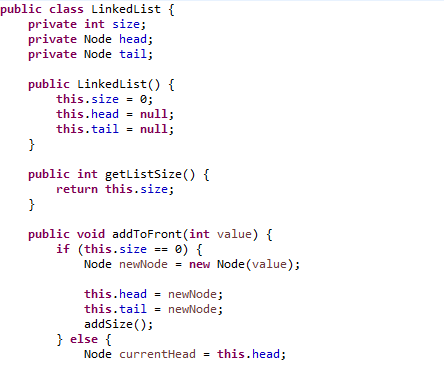 public class LinkedList {
    private int size;
    private Node head;
    private Node tail;

    public LinkedList() {
        this.size = 0;
        this.head = null;
        this.tail = null;
    }

    public int getListSize() {
        return this.size;
    }

    public void addToFront(int value) {
        if (this.size == 0) {
            Node newNode = new Node(value);

            this.head = newNode;
            this.tail = newNode;
            addSize();
        } else {
            Node currentHead = this.head;